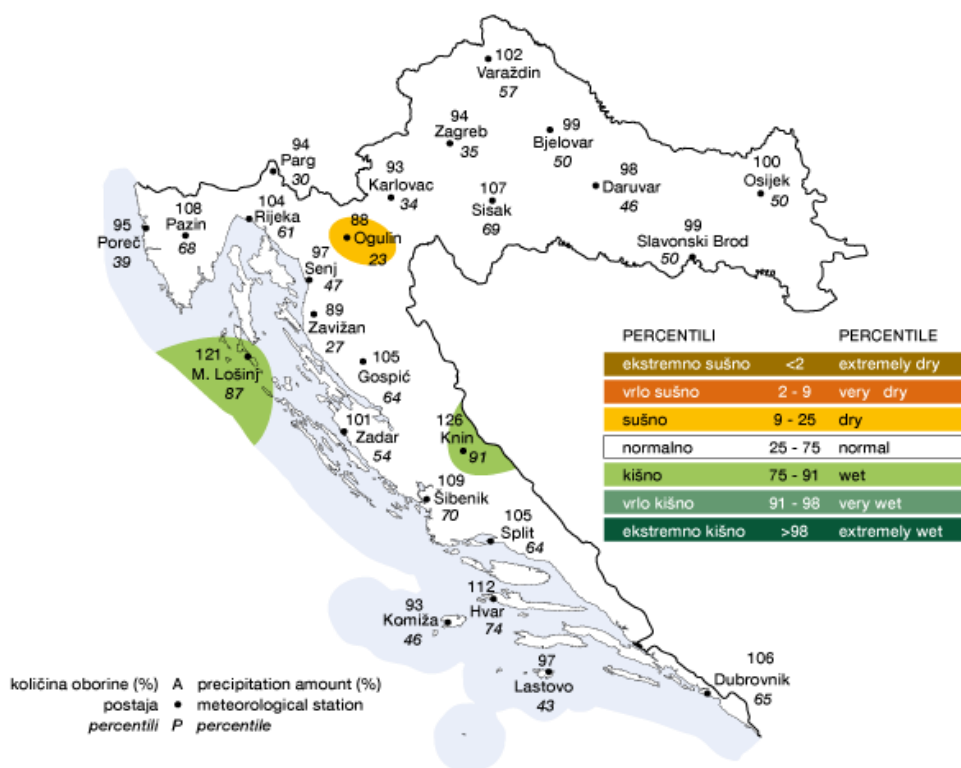 102
Varaždin
57
94
Zagreb
35
99
Bjelovar
50
94
Parg
30
93
Karlovac
34
98
Daruvar
46
100
Osijek
50
107
Sisak
69
104
Rijeka
61
108
Pazin
68
95
Poreč
39
88
Ogulin
23
99
Slavonski Brod
50
97
Senj
47
89
Zavižan
27
121
M. Lošinj
87
105
Gospić
64
101
Zadar
54
126
Knin
91
109
Šibenik
70
105
Split
64
112
Hvar
74
93
Komiža
46
97
Lastovo
43
106
Dubrovnik
65
PERCENTILI PERCENTILE
ekstremno sušno <2 extremely dry
vrlo sušno 2 - 9 very dry
sušno 9 - 25 dry
normalno 25 - 75 normal
kišno 75 - 91 wet
vrlo kišno 91 - 98 very wet
ekstremno kišno >98 extremely wet
količina oborine (%) A precipitation amount (%)
postaja • meteorological station
percentili P percentile